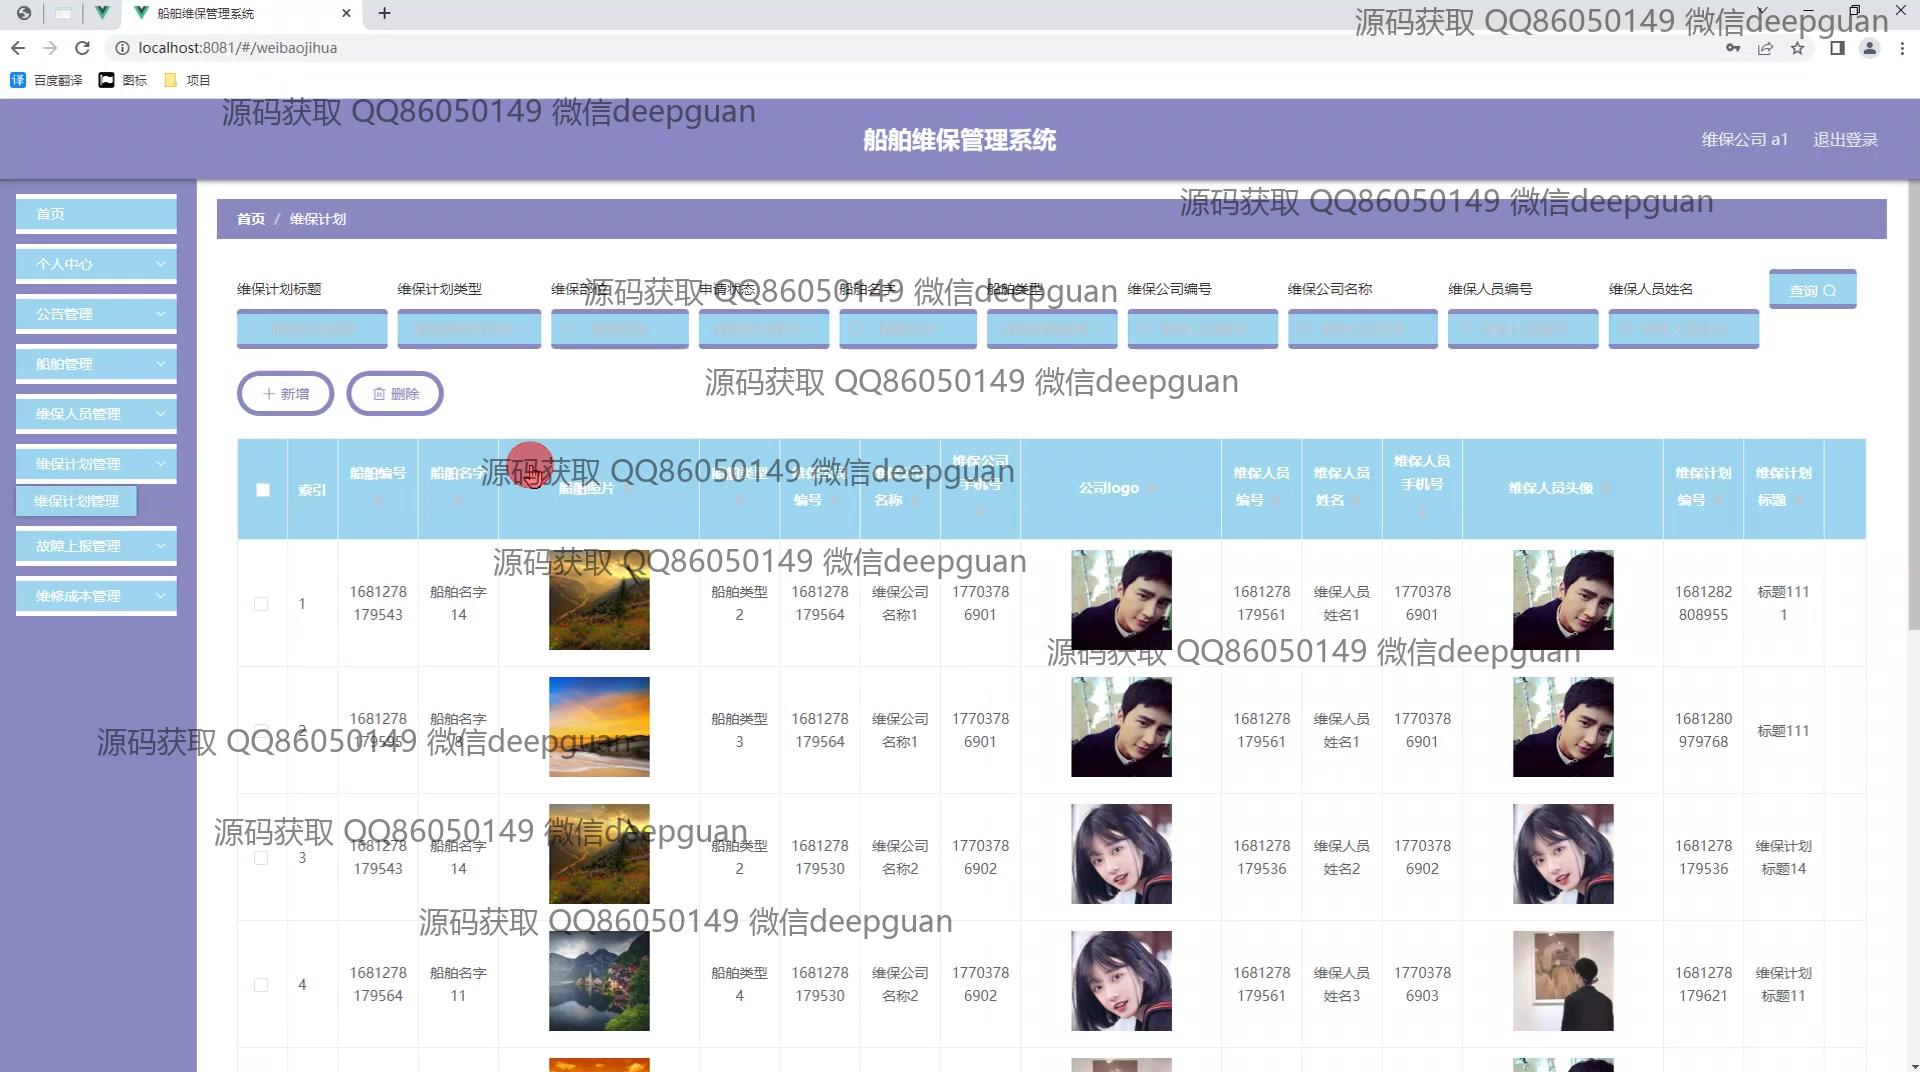 船舶维保管理系统
localhost:8081/#/weibaojihua
百度翻译 图标 项目
源码获取 QQ86050149 微信deepguan
源码获取 QQ86050149 微信deepguan
船舶维保管理系统
维保公司 a1 退出登录
源码获取 QQ86050149 微信deepguan
首页
个人中心
公告管理
船舶管理
维保人员管理
维保计划管理
维保计划管理
故障上报管理
维修成本管理
首页 / 维保计划
源码获取 QQ86050149 微信deepguan
维保计划标题 维保计划类型 维保部位 申请状态 船舶名字 船舶类型 维保公司编号 维保公司名称 维保人员编号 维保人员姓名 查询
+ 新增 删除
源码获取 QQ86050149 微信deepguan
源码获取 QQ86050149 微信deepguan
索引 船舶编号 船舶名字 船舶照片 船舶类型 编号 名称 维保公司手机号 公司logo 维保人员编号 维保人员姓名 维保人员手机号 维保人员头像 维保计划编号 维保计划标题
源码获取 QQ86050149 微信deepguan
1 1681278179543 船舶名字14 船舶类型2 1681278179564 维保公司名称1 17703786901 1681278179561 维保人员姓名1 17703786901 1681282808955 标题1111
源码获取 QQ86050149 微信deepguan
2 1681278179595 船舶名字8 船舶类型3 1681278179564 维保公司名称1 17703786901 1681278179561 维保人员姓名1 17703786901 1681280979768 标题111
源码获取 QQ86050149 微信deepguan
源码获取 QQ86050149 微信deepguan
3 1681278179543 船舶名字14 船舶类型2 1681278179530 维保公司名称2 17703786902 1681278179536 维保人员姓名2 17703786902 1681278179536 维保计划标题14
源码获取 QQ86050149 微信deepguan
4 1681278179564 船舶名字11 船舶类型4 1681278179530 维保公司名称2 17703786902 1681278179561 维保人员姓名3 17703786903 1681278179621 维保计划标题11